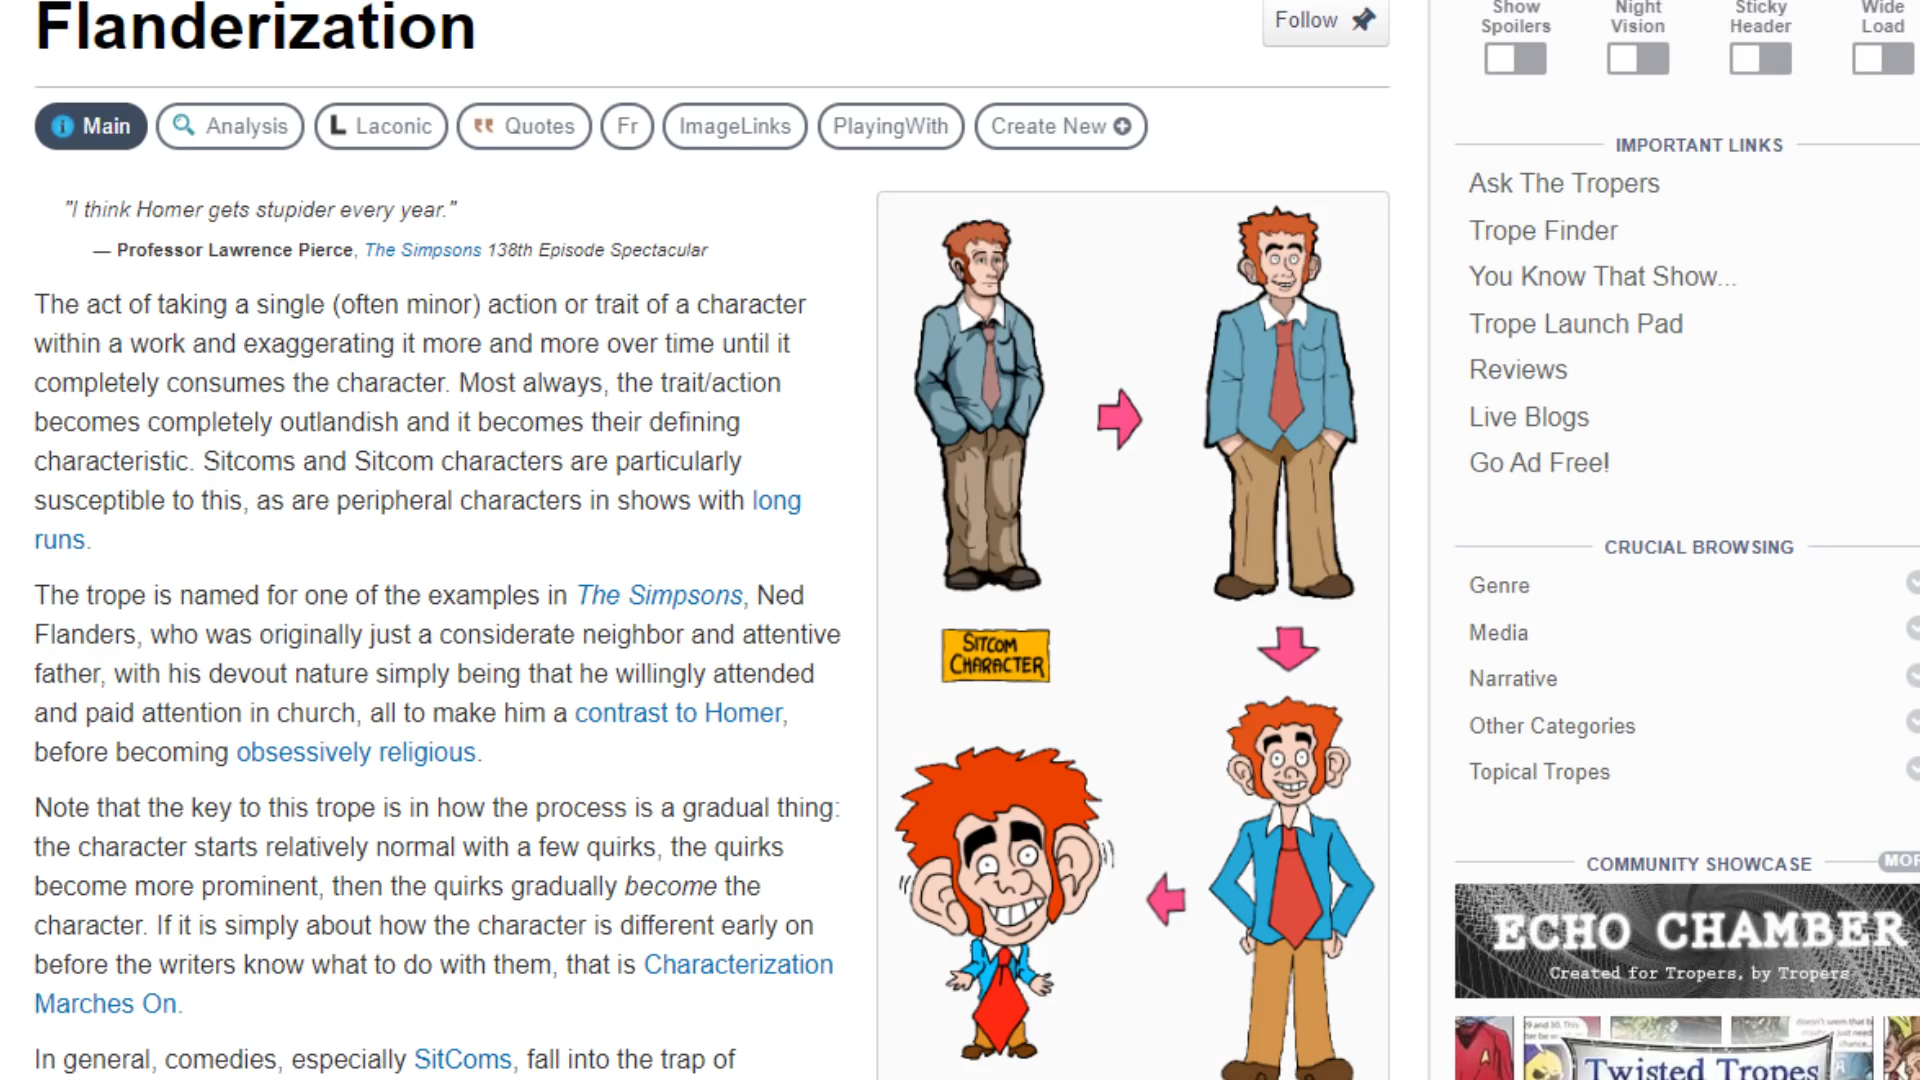 Flanderization
Follow
Main
Analysis
Laconic
Quotes
Fr
ImageLinks
PlayingWith
Create New
"I think Homer gets stupider every year."
— Professor Lawrence Pierce, The Simpsons 138th Episode Spectacular
The act of taking a single (often minor) action or trait of a character
within a work and exaggerating it more and more over time until it
completely consumes the character. Most always, the trait/action
becomes completely outlandish and it becomes their defining
characteristic. Sitcoms and Sitcom characters are particularly
susceptible to this, as are peripheral characters in shows with long
runs.
The trope is named for one of the examples in The Simpsons, Ned
Flanders, who was originally just a considerate neighbor and attentive
father, with his devout nature simply being that he willingly attended
and paid attention in church, all to make him a contrast to Homer,
before becoming obsessively religious.
Note that the key to this trope is in how the process is a gradual thing:
the character starts relatively normal with a few quirks, the quirks
become more prominent, then the quirks gradually become the
character. If it is simply about how the character is different early on
before the writers know what to do with them, that is Characterization
Marches On.
In general, comedies, especially SitComs, fall into the trap of
SITCOM
CHARACTER
Show
Spoilers
Night
Vision
Sticky
Header
Wide
Load
IMPORTANT LINKS
Ask The Tropers
Trope Finder
You Know That Show...
Trope Launch Pad
Reviews
Live Blogs
Go Ad Free!
CRUCIAL BROWSING
Genre
Media
Narrative
Other Categories
Topical Tropes
COMMUNITY SHOWCASE
MOR
ECHO CHAMBER
Created for Tropers, by Tropers
Twisted Tropes